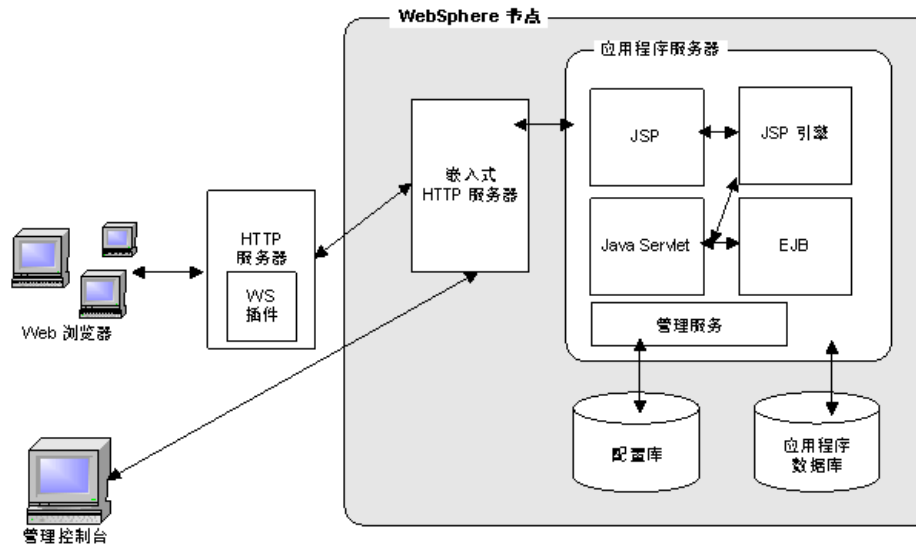 WebSphere 节点
应用程序服务器
JSP
JSP 引擎
嵌入式
HTTP 服务器
HTTP
服务器
WS
插件
Java Servlet
EJB
Web 浏览器
管理服务
配置库
应用程序
数据库
管理控制台